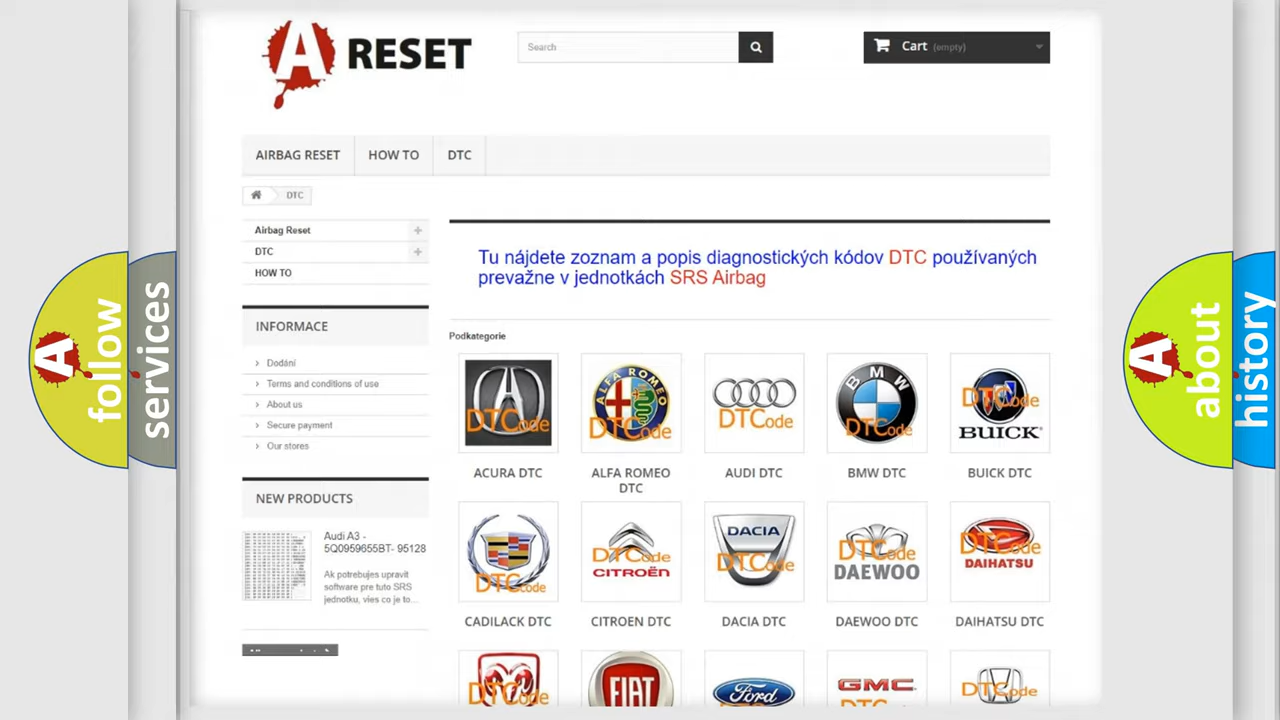 A RESET
Search
Cart (empty)
AIRBAG RESET
HOW TO
DTC
DTC
Airbag Reset
DTC
HOW TO
Tu nájdete zoznam a popis diagnostických kódov DTC používaných
prevažne v jednotkách SRS Airbag
INFORMACE
Dodání
Terms and conditions of use
About us
Secure payment
Our stores
NEW PRODUCTS
Audi A3 -
5Q0959655BT- 95128
Ak potrebujes upravit
software pre tuto SRS
jednotku, vies co je to...
Podkategorie
DTCode
ALFA ROMEO
DTCode
DTCode
BMW
DTCode
DTCode
BUICK
ACURA DTC
ALFA ROMEO
DTC
AUDI DTC
BMW DTC
BUICK DTC
DTCode
DTCode
CITROËN
DACIA
DTCode
DTCode
DAEWOO
DTCode
DAIHATSU
CADILACK DTC
CITROEN DTC
DACIA DTC
DAEWOO DTC
DAIHATSU DTC
DTCode
FIAT
Ford
GMC
DTCode
A follow
services
A about
history